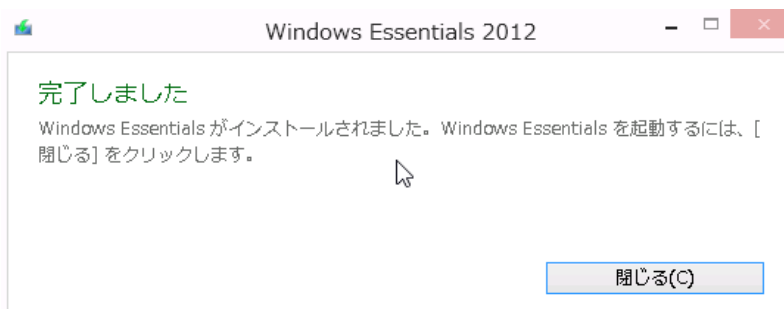 Windows Essentials 2012
完了しました
Windows Essentials がインストールされました。Windows Essentials を起動するには、[
閉じる] をクリックします。
閉じる(C)